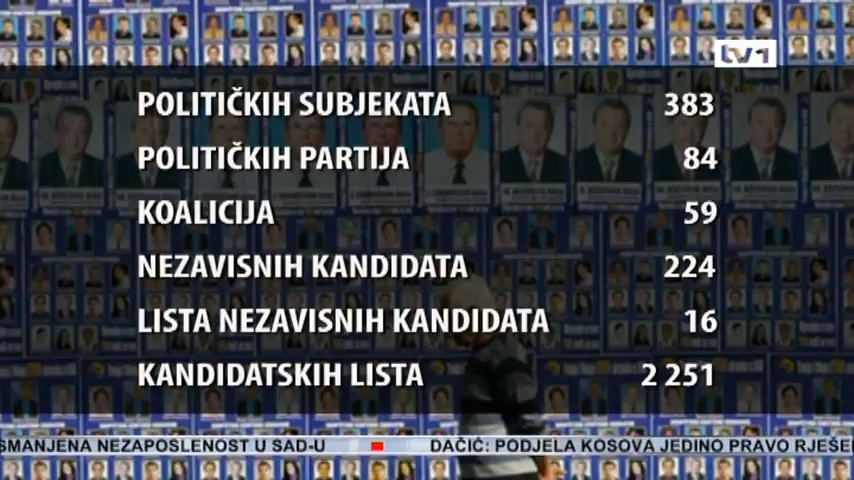 tv1
POLITIČKIH SUBJEKATA 383
POLITIČKIH PARTIJA 84
KOALICIJA 59
NEZAVISNIH KANDIDATA 224
LISTA NEZAVISNIH KANDIDATA 16
KANDIDATSKIH LISTA 2 251
SMANJENA NEZAPOSLENOST U SAD-U DAČIĆ: PODJELA KOSOVA JEDINO PRAVO RJEŠE